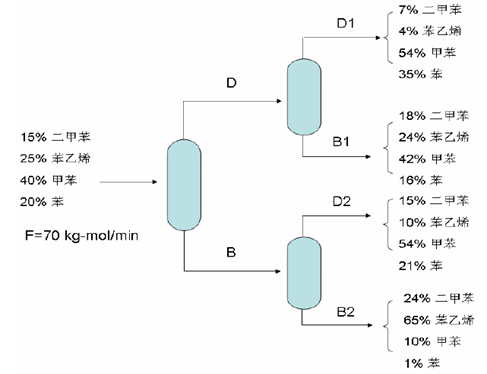 15% 二甲苯
25% 苯乙烯
40% 甲苯
20% 苯
F=70 kg-mol/min
D
B
D1
7% 二甲苯
4% 苯乙烯
54% 甲苯
35% 苯
B1
18% 二甲苯
24% 苯乙烯
42% 甲苯
16% 苯
D2
15% 二甲苯
10% 苯乙烯
54% 甲苯
21% 苯
B2
24% 二甲苯
65% 苯乙烯
10% 甲苯
1% 苯